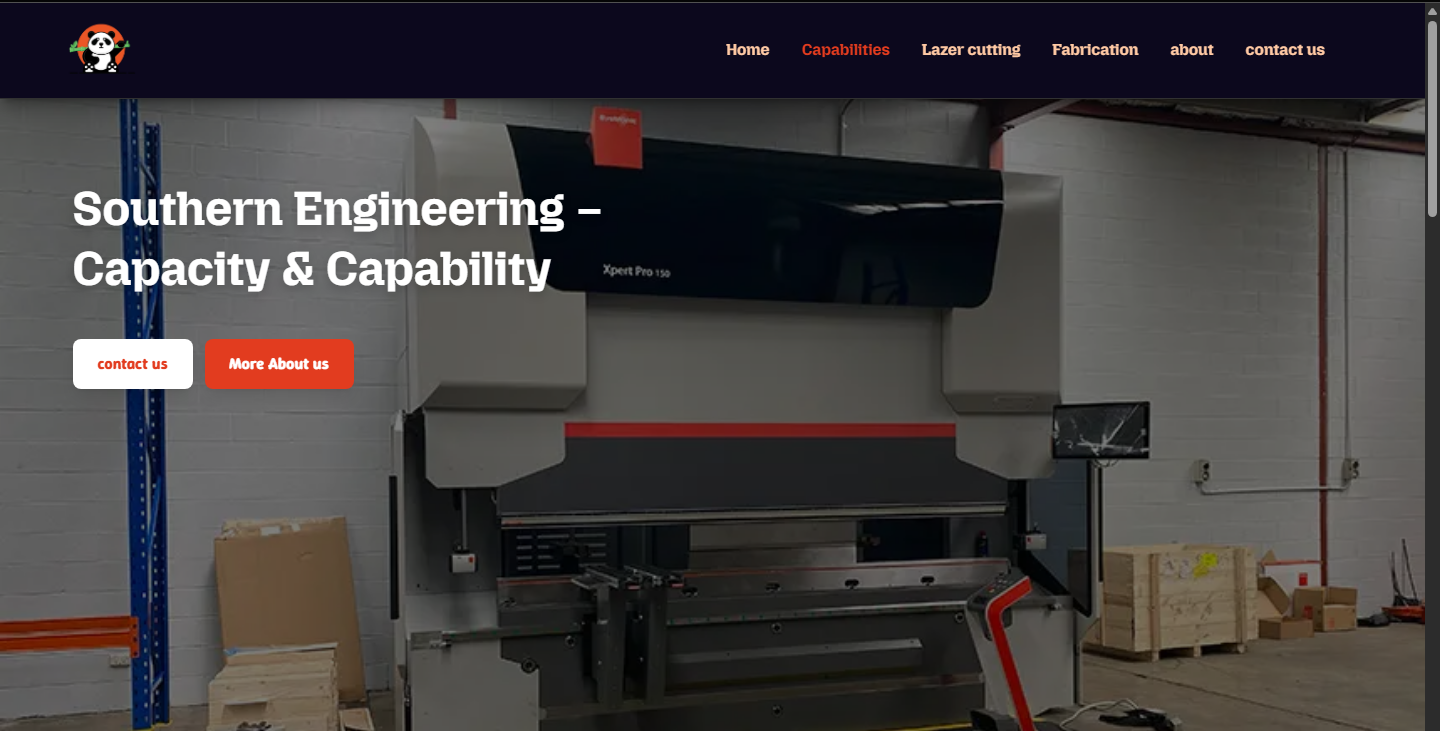 Home Capabilities Lazer cutting Fabrication about contact us
Southern Engineering –
Capacity & Capability
Xpert Pro 150
contact us More About us